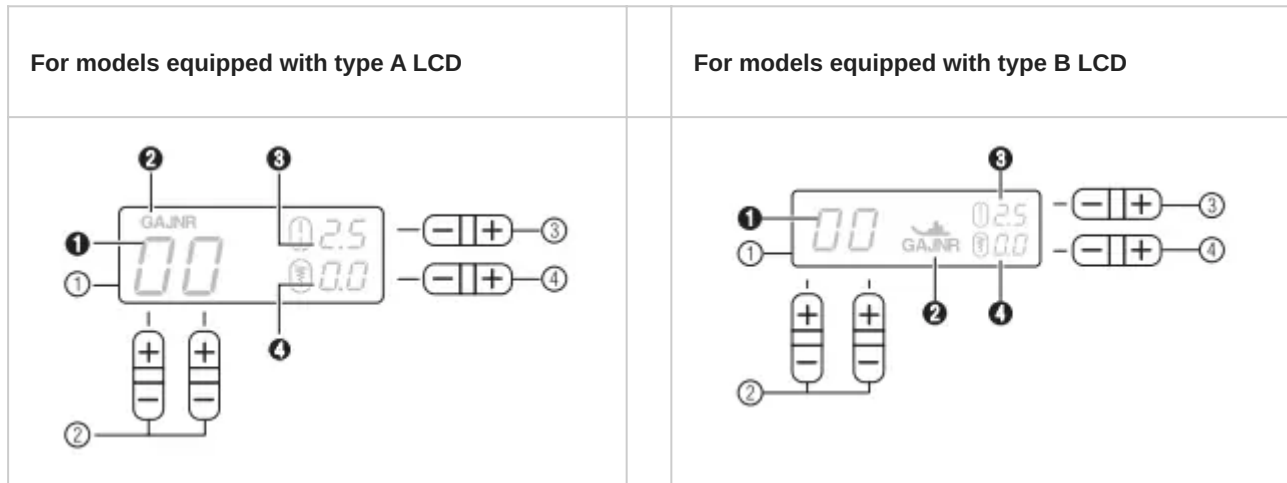 For models equipped with type A LCD
❷ ❸
GAJNR
❶ 00 2.5 − − + ③
① 0.0 − − + ④
+ + ❹
− −
②
For models equipped with type B LCD
❸
❶ 00 2.5 − − + ③
① GAJNR 0.0 − − + ④
+ + ❷ ❹
− −
②